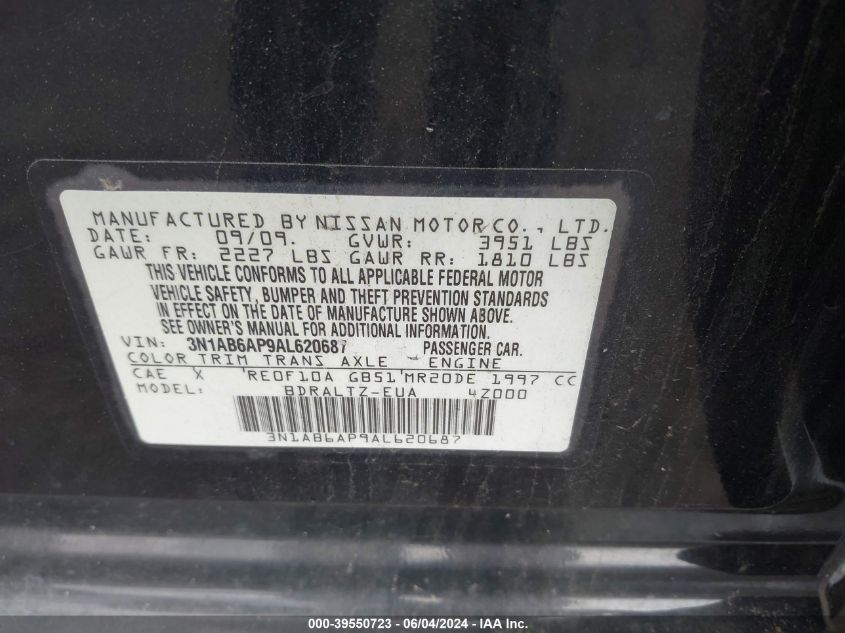 MANUFACTURED BY NISSAN MOTOR CO., LTD.
DATE: 09/09. GVWR: 3951 LBS
GAWR FR: 2227 LBS GAWR RR: 1810 LBS
THIS VEHICLE CONFORMS TO ALL APPLICABLE FEDERAL MOTOR
VEHICLE SAFETY, BUMPER AND THEFT PREVENTION STANDARDS
IN EFFECT ON THE DATE OF MANUFACTURE SHOWN ABOVE.
SEE OWNER'S MANUAL FOR ADDITIONAL INFORMATION.
VIN: 3N1AB6AP9AL620687 PASSENGER CAR.
COLOR TRIM TRANS AXLE ENGINE
CAE X 'RE0F10A GB51'MR20DE 1997 CC
MODEL: BDRALTZ-EUA 4Z000
3N1AB6AP9AL620687
000-39550723 - 06/04/2024 - Copyright © 2024 IAA, Inc.